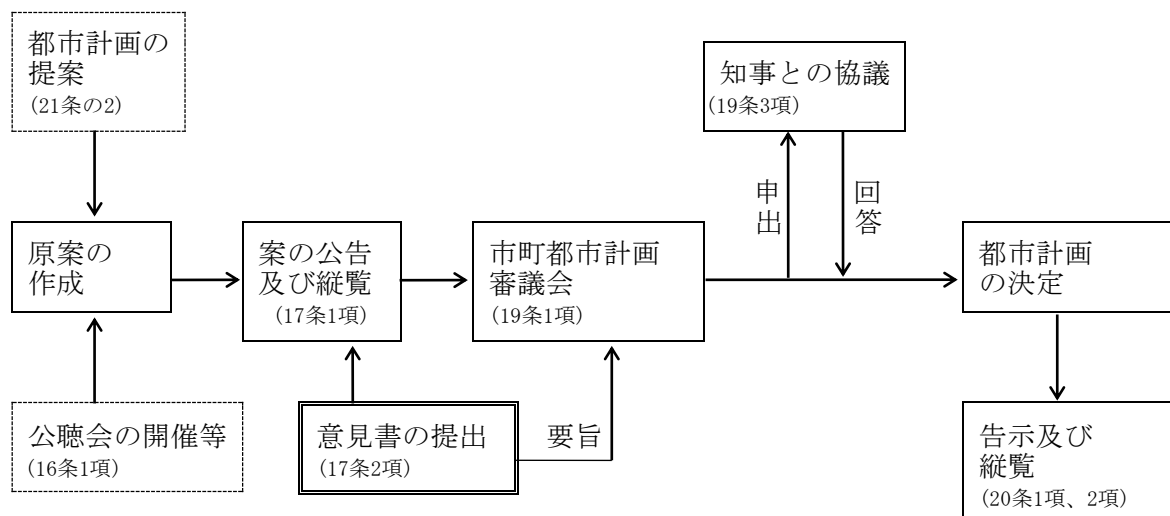 都市計画の
提案
(21条の2)
知事との協議
(19条3項)
申出
回答
原案の
作成
案の公告
及び縦覧
(17条1項)
市町都市計画
審議会
(19条1項)
都市計画
の決定
公聴会の開催等
(16条1項)
意見書の提出
(17条2項)
要旨
告示及び
縦覧
(20条1項、2項)